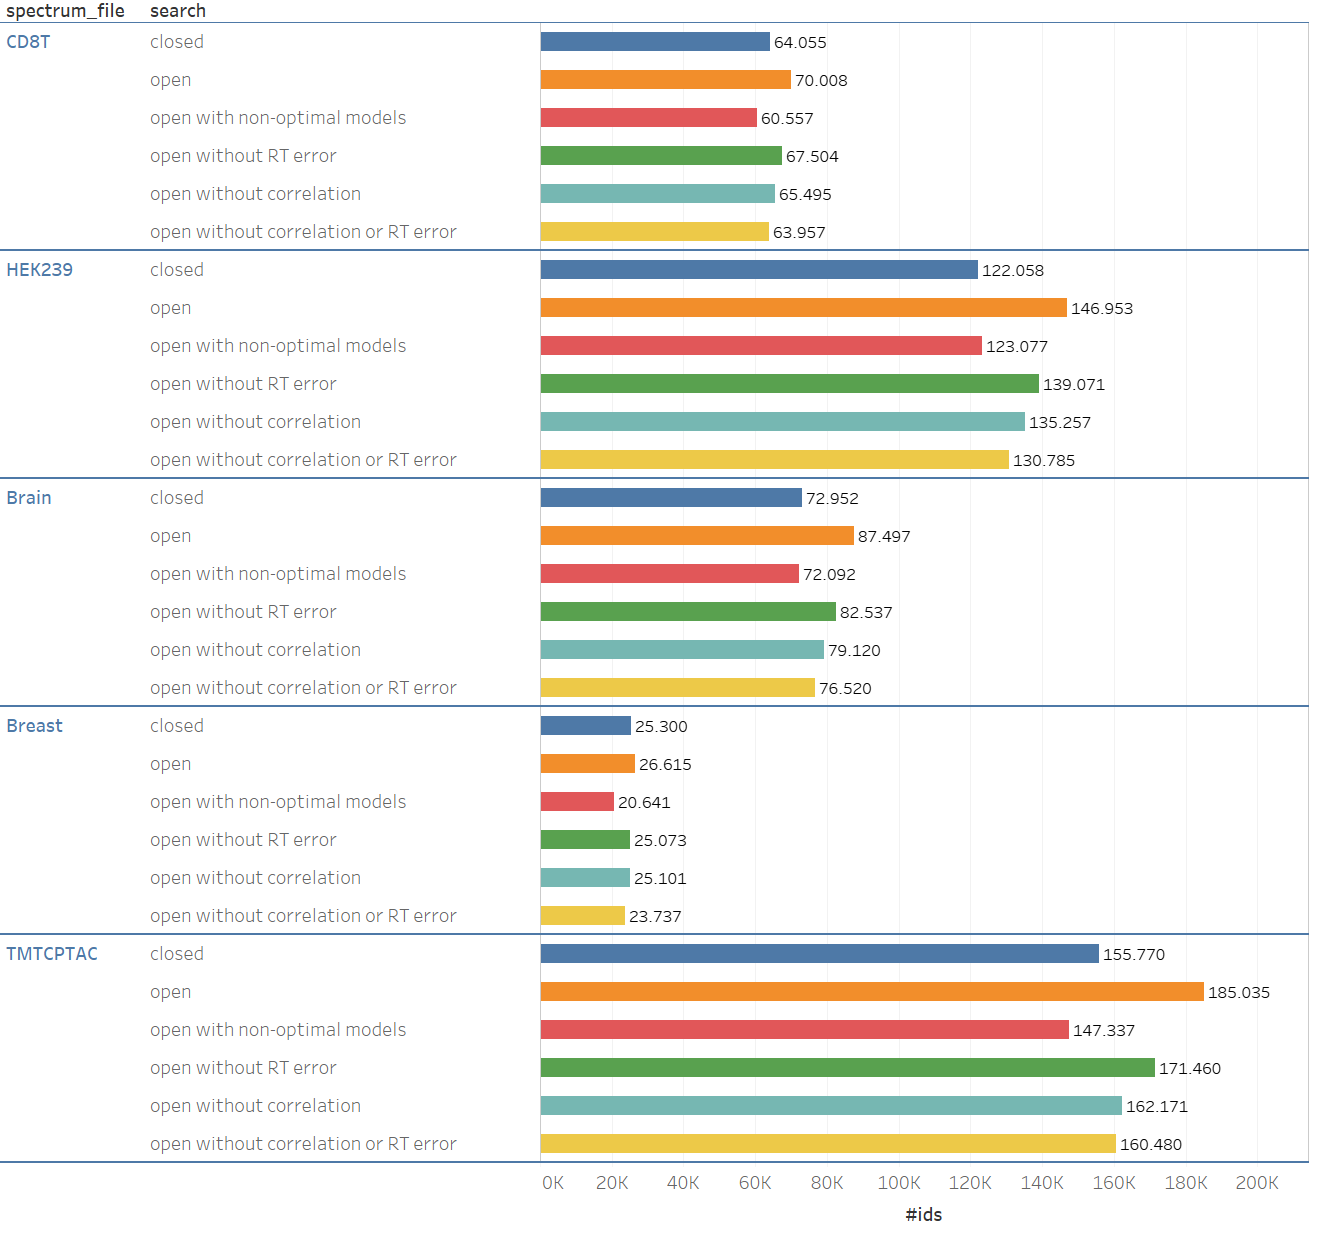 spectrum_file search
CD8T closed 64.055
open 70.008
open with non-optimal models 60.557
open without RT error 67.504
open without correlation 65.495
open without correlation or RT error 63.957
HEK239 closed 122.058
open 146.953
open with non-optimal models 123.077
open without RT error 139.071
open without correlation 135.257
open without correlation or RT error 130.785
Brain closed 72.952
open 87.497
open with non-optimal models 72.092
open without RT error 82.537
open without correlation 79.120
open without correlation or RT error 76.520
Breast closed 25.300
open 26.615
open with non-optimal models 20.641
open without RT error 25.073
open without correlation 25.101
open without correlation or RT error 23.737
TMTCPTAC closed 155.770
open 185.035
open with non-optimal models 147.337
open without RT error 171.460
open without correlation 162.171
open without correlation or RT error 160.480
0K 20K 40K 60K 80K 100K 120K 140K 160K 180K 200K
#ids